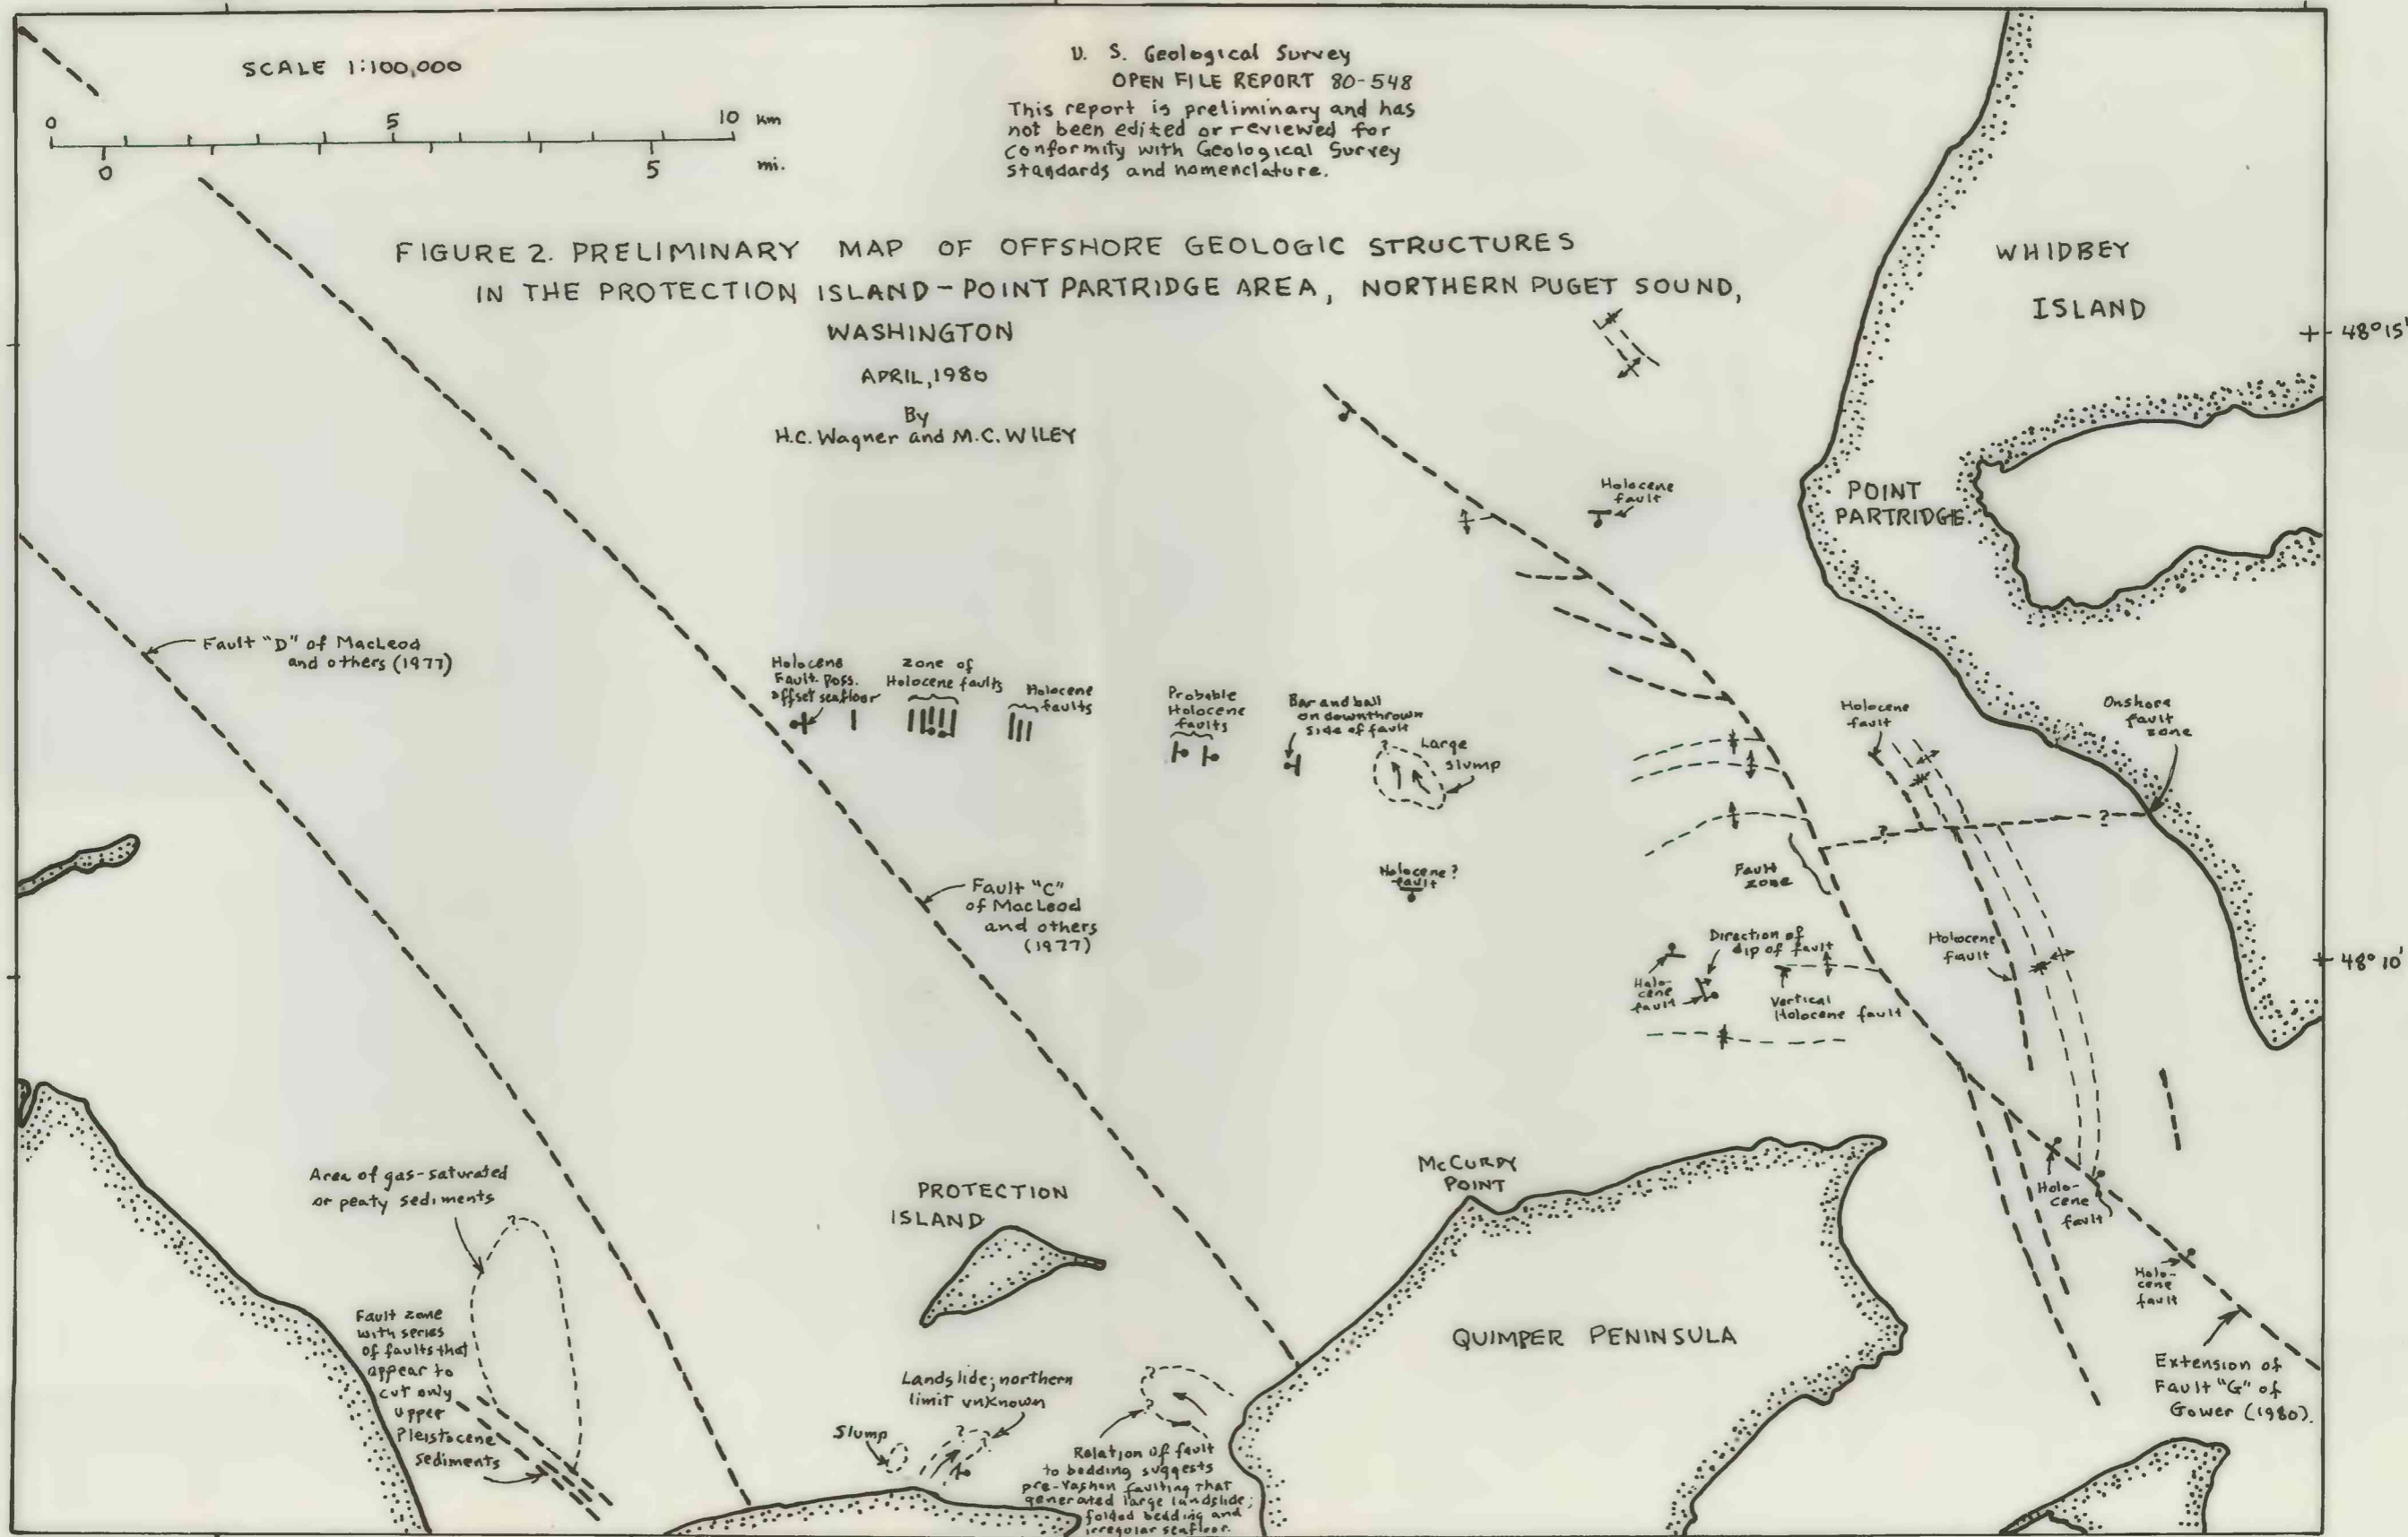 SCALE 1:100,000
0 5 10 Km
0 5 mi.
U. S. Geological Survey
OPEN FILE REPORT 80-548
This report is preliminary and has
not been edited or reviewed for
conformity with Geological Survey
standards and nomenclature.
FIGURE 2. PRELIMINARY MAP OF OFFSHORE GEOLOGIC STRUCTURES
IN THE PROTECTION ISLAND-POINT PARTRIDGE AREA, NORTHERN PUGET SOUND,
WASHINGTON
APRIL, 1980
By
H.C. Wagner and M.C. WILEY
WHIDBEY
ISLAND
48°15'
POINT
PARTRIDGE
Holocene
fault
Fault "D" of MacLeod
and others (1977)
Holocene
Fault. Poss.
offset seafloor
zone of
Holocene faults
Holocene
faults
Probable
Holocene
faults
Bar and ball
on downthrown
side of fault
?
Large
slump
Holocene
fault
Onshore
fault
zone
?
?
Fault
zone
Holocene?
fault
Fault "C"
of MacLeod
and others
(1977)
Direction of
dip of fault
Holo-
cene
fault
Vertical
Holocene fault
Holocene
fault
48°10'
McCURDY
POINT
PROTECTION
ISLAND
Area of gas-saturated
or peaty sediments
?
Holo-
cene
fault
Holo-
cene
fault
QUIMPER PENINSULA
Fault zone
with series
of faults that
appear to
cut only
upper
Pleistocene
sediments
Landslide; northern
limit unknown
?
?
Slump
?
?
Relation of fault
to bedding suggests
pre-Vashon faulting that
generated large landslide;
folded bedding and
irregular seafloor.
Extension of
Fault "G" of
Gower (1980).